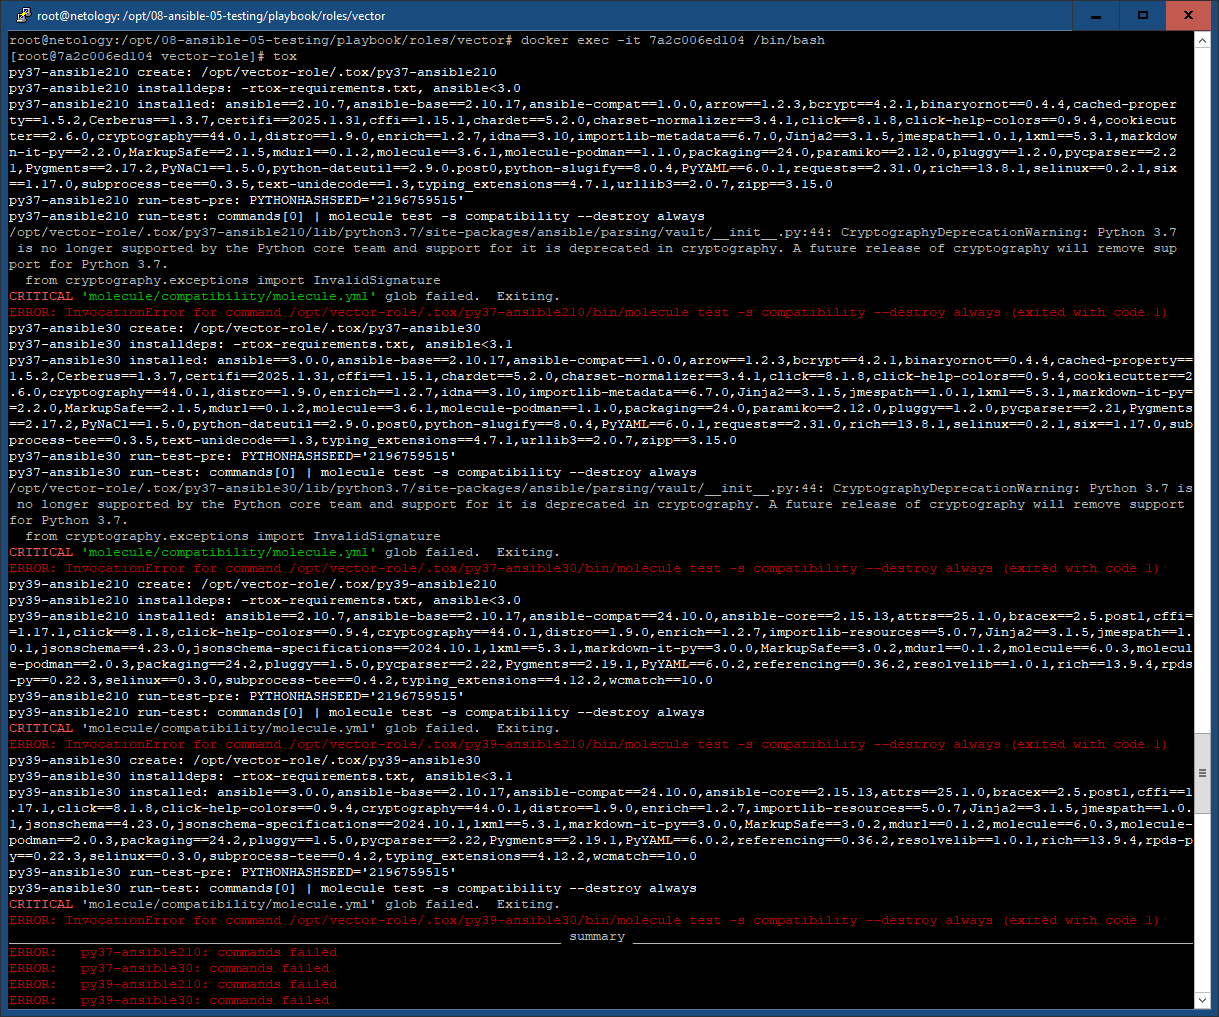 root@netology: /opt/08-ansible-05-testing/playbook/roles/vector
root@netology:/opt/08-ansible-05-testing/playbook/roles/vector# docker exec -it 7a2c006ed104 /bin/bash
[root@7a2c006ed104 vector-role]# tox
py37-ansible210 create: /opt/vector-role/.tox/py37-ansible210
py37-ansible210 installdeps: -rtox-requirements.txt, ansible<3.0
py37-ansible210 installed: ansible==2.10.7,ansible-base==2.10.17,ansible-compat==1.0.0,arrow==1.2.3,bcrypt==4.2.1,binaryornot==0.4.4,cached-proper
ty==1.5.2,Cerberus==1.3.7,certifi==2025.1.31,cffi==1.15.1,chardet==5.2.0,charset-normalizer==3.4.1,click==8.1.8,click-help-colors==0.9.4,cookiecut
ter==2.6.0,cryptography==44.0.1,distro==1.9.0,enrich==1.2.7,idna==3.10,importlib-metadata==6.7.0,Jinja2==3.1.5,jmespath==1.0.1,lxml==5.3.1,markdow
n-it-py==2.2.0,MarkupSafe==2.1.5,mdurl==0.1.2,molecule==3.6.1,molecule-podman==1.1.0,packaging==24.0,paramiko==2.12.0,pluggy==1.2.0,pycparser==2.2
1,Pygments==2.17.2,PyNaCl==1.5.0,python-dateutil==2.9.0.post0,python-slugify==8.0.4,PyYAML==6.0.1,requests==2.31.0,rich==13.8.1,selinux==0.2.1,six
==1.17.0,subprocess-tee==0.3.5,text-unidecode==1.3,typing_extensions==4.7.1,urllib3==2.0.7,zipp==3.15.0
py37-ansible210 run-test-pre: PYTHONHASHSEED='2196759515'
py37-ansible210 run-test: commands[0] | molecule test -s compatibility --destroy always
/opt/vector-role/.tox/py37-ansible210/lib/python3.7/site-packages/ansible/parsing/vault/__init__.py:44: CryptographyDeprecationWarning: Python 3.7
 is no longer supported by the Python core team and support for it is deprecated in cryptography. A future release of cryptography will remove sup
port for Python 3.7.
  from cryptography.exceptions import InvalidSignature
CRITICAL 'molecule/compatibility/molecule.yml' glob failed.  Exiting.
ERROR: InvocationError for command /opt/vector-role/.tox/py37-ansible210/bin/molecule test -s compatibility --destroy always (exited with code 1)
py37-ansible30 create: /opt/vector-role/.tox/py37-ansible30
py37-ansible30 installdeps: -rtox-requirements.txt, ansible<3.1
py37-ansible30 installed: ansible==3.0.0,ansible-base==2.10.17,ansible-compat==1.0.0,arrow==1.2.3,bcrypt==4.2.1,binaryornot==0.4.4,cached-property==
1.5.2,Cerberus==1.3.7,certifi==2025.1.31,cffi==1.15.1,chardet==5.2.0,charset-normalizer==3.4.1,click==8.1.8,click-help-colors==0.9.4,cookiecutter==2
.6.0,cryptography==44.0.1,distro==1.9.0,enrich==1.2.7,idna==3.10,importlib-metadata==6.7.0,Jinja2==3.1.5,jmespath==1.0.1,lxml==5.3.1,markdown-it-py=
=2.2.0,MarkupSafe==2.1.5,mdurl==0.1.2,molecule==3.6.1,molecule-podman==1.1.0,packaging==24.0,paramiko==2.12.0,pluggy==1.2.0,pycparser==2.21,Pygments
==2.17.2,PyNaCl==1.5.0,python-dateutil==2.9.0.post0,python-slugify==8.0.4,PyYAML==6.0.1,requests==2.31.0,rich==13.8.1,selinux==0.2.1,six==1.17.0,sub
process-tee==0.3.5,text-unidecode==1.3,typing_extensions==4.7.1,urllib3==2.0.7,zipp==3.15.0
py37-ansible30 run-test-pre: PYTHONHASHSEED='2196759515'
py37-ansible30 run-test: commands[0] | molecule test -s compatibility --destroy always
/opt/vector-role/.tox/py37-ansible30/lib/python3.7/site-packages/ansible/parsing/vault/__init__.py:44: CryptographyDeprecationWarning: Python 3.7 is
 no longer supported by the Python core team and support for it is deprecated in cryptography. A future release of cryptography will remove support
for Python 3.7.
  from cryptography.exceptions import InvalidSignature
CRITICAL 'molecule/compatibility/molecule.yml' glob failed.  Exiting.
ERROR: InvocationError for command /opt/vector-role/.tox/py37-ansible30/bin/molecule test -s compatibility --destroy always (exited with code 1)
py39-ansible210 create: /opt/vector-role/.tox/py39-ansible210
py39-ansible210 installdeps: -rtox-requirements.txt, ansible<3.0
py39-ansible210 installed: ansible==2.10.7,ansible-base==2.10.17,ansible-compat==24.10.0,ansible-core==2.15.13,attrs==25.1.0,bracex==2.5.post1,cffi=
=1.17.1,click==8.1.8,click-help-colors==0.9.4,cryptography==44.0.1,distro==1.9.0,enrich==1.2.7,importlib-resources==5.0.7,Jinja2==3.1.5,jmespath==1.
0.1,jsonschema==4.23.0,jsonschema-specifications==2024.10.1,lxml==5.3.1,markdown-it-py==3.0.0,MarkupSafe==3.0.2,mdurl==0.1.2,molecule==6.0.3,molecul
e-podman==2.0.3,packaging==24.2,pluggy==1.5.0,pycparser==2.22,Pygments==2.19.1,PyYAML==6.0.2,referencing==0.36.2,resolvelib==1.0.1,rich==13.9.4,rpds
-py==0.22.3,selinux==0.3.0,subprocess-tee==0.4.2,typing_extensions==4.12.2,wcmatch==10.0
py39-ansible210 run-test-pre: PYTHONHASHSEED='2196759515'
py39-ansible210 run-test: commands[0] | molecule test -s compatibility --destroy always
CRITICAL 'molecule/compatibility/molecule.yml' glob failed.  Exiting.
ERROR: InvocationError for command /opt/vector-role/.tox/py39-ansible210/bin/molecule test -s compatibility --destroy always (exited with code 1)
py39-ansible30 create: /opt/vector-role/.tox/py39-ansible30
py39-ansible30 installdeps: -rtox-requirements.txt, ansible<3.1
py39-ansible30 installed: ansible==3.0.0,ansible-base==2.10.17,ansible-compat==24.10.0,ansible-core==2.15.13,attrs==25.1.0,bracex==2.5.post1,cffi==1
.17.1,click==8.1.8,click-help-colors==0.9.4,cryptography==44.0.1,distro==1.9.0,enrich==1.2.7,importlib-resources==5.0.7,Jinja2==3.1.5,jmespath==1.0.
1,jsonschema==4.23.0,jsonschema-specifications==2024.10.1,lxml==5.3.1,markdown-it-py==3.0.0,MarkupSafe==3.0.2,mdurl==0.1.2,molecule==6.0.3,molecule-
podman==2.0.3,packaging==24.2,pluggy==1.5.0,pycparser==2.22,Pygments==2.19.1,PyYAML==6.0.2,referencing==0.36.2,resolvelib==1.0.1,rich==13.9.4,rpds-p
y==0.22.3,selinux==0.3.0,subprocess-tee==0.4.2,typing_extensions==4.12.2,wcmatch==10.0
py39-ansible30 run-test-pre: PYTHONHASHSEED='2196759515'
py39-ansible30 run-test: commands[0] | molecule test -s compatibility --destroy always
CRITICAL 'molecule/compatibility/molecule.yml' glob failed.  Exiting.
ERROR: InvocationError for command /opt/vector-role/.tox/py39-ansible30/bin/molecule test -s compatibility --destroy always (exited with code 1)
summary
ERROR:   py37-ansible210: commands failed
ERROR:   py37-ansible30: commands failed
ERROR:   py39-ansible210: commands failed
ERROR:   py39-ansible30: commands failed